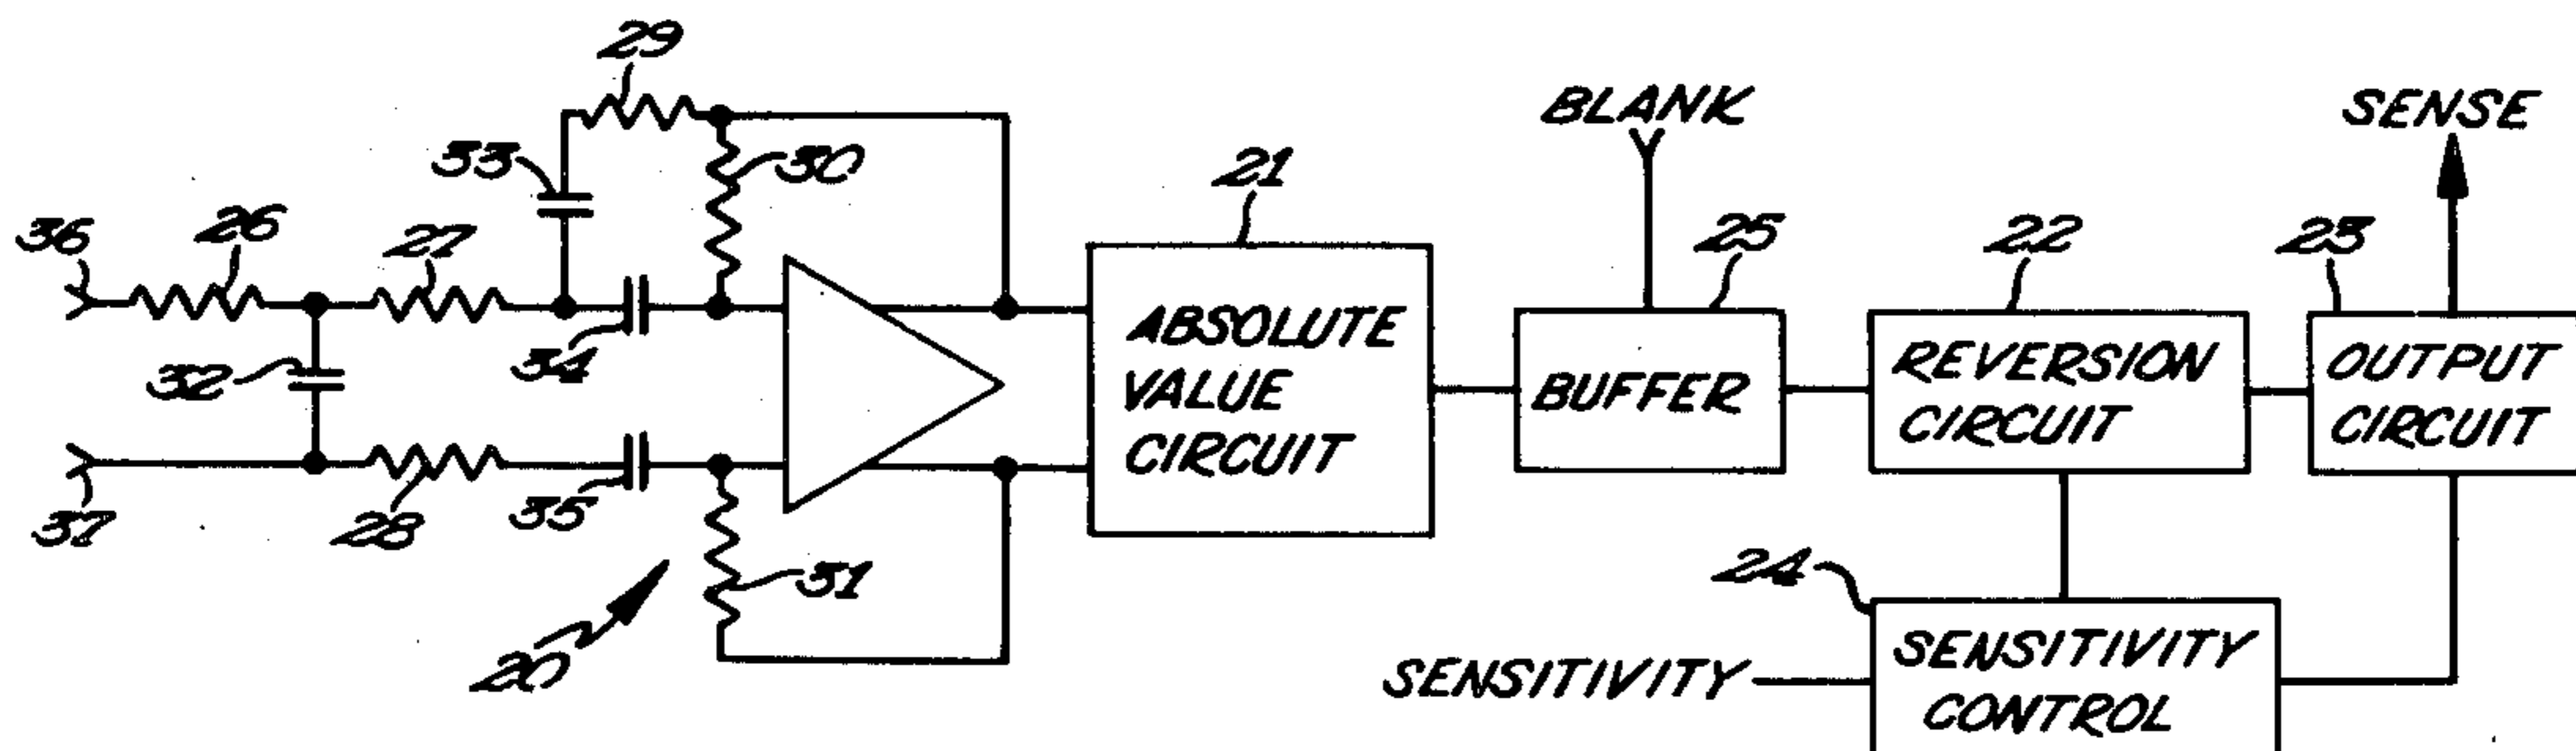 29
BLANK
SENSE
33
30
21
36
26
27
25
22
23
32
34
ABSOLUTE
VALUE
CIRCUIT
BUFFER
REVERSION
CIRCUIT
OUTPUT
CIRCUIT
37
28
35
31
24
20
SENSITIVITY
SENSITIVITY
CONTROL